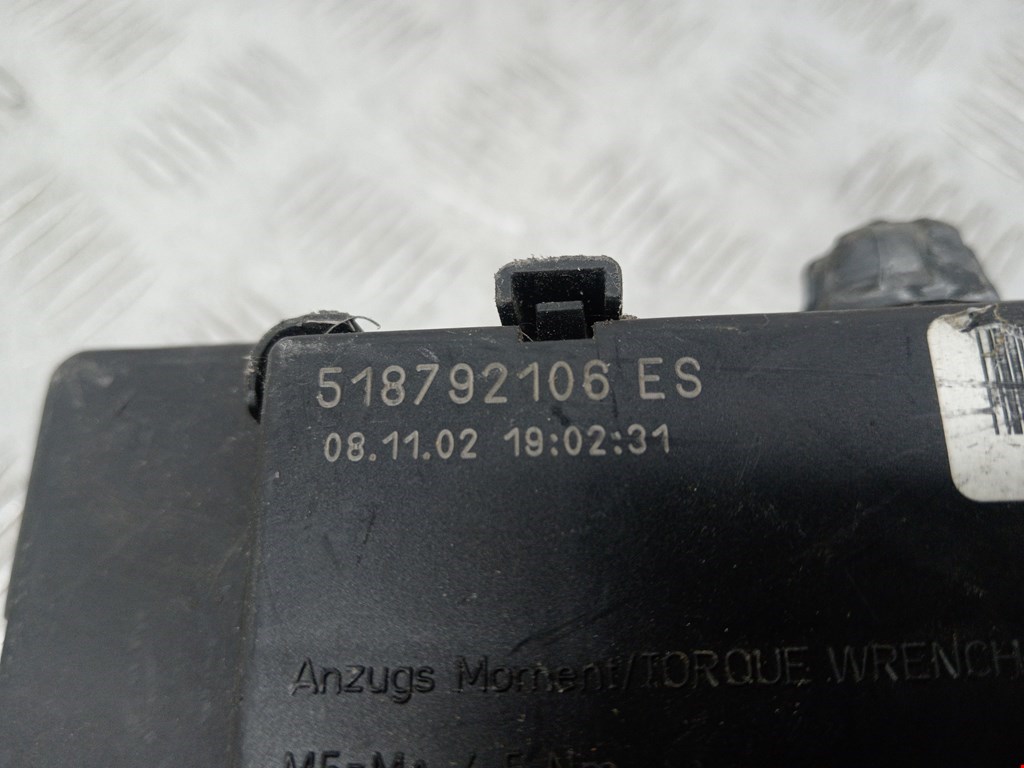 518792106 ES
08.11.02 19:02:31
Anzugs Moment/TORQUE WRENCH